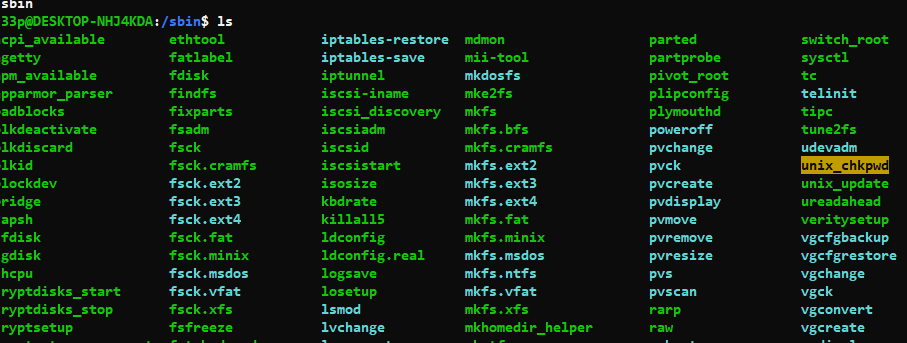 sbin
33p@DESKTOP-NHJ4KDA:/sbin$ ls
cpi_available ethtool iptables-restore mdmon parted switch_root
getty fatlabel iptables-save mii-tool partprobe sysctl
pm_available fdisk iptunnel mkdosfs pivot_root tc
pparmor_parser findfs iscsi-iname mke2fs plipconfig telinit
adblocks fixparts iscsi_discovery mkfs plymouthd tipc
lkdeactivate fsadm iscsiadm mkfs.bfs poweroff tune2fs
lkdiscard fsck iscsid mkfs.cramfs pvchange udevadm
lkid fsck.cramfs iscsistart mkfs.ext2 pvck unix_chkpwd
lockdev fsck.ext2 isosize mkfs.ext3 pvcreate unix_update
ridge fsck.ext3 kbdrate mkfs.ext4 pvdisplay ureadahead
apsh fsck.ext4 killall5 mkfs.fat pvmove veritysetup
fdisk fsck.fat ldconfig mkfs.minix pvremove vgcfgbackup
gdisk fsck.minix ldconfig.real mkfs.msdos pvresize vgcfgrestore
hcpu fsck.msdos logsave mkfs.ntfs pvs vgchange
ryptdisks_start fsck.vfat losetup mkfs.vfat pvscan vgck
ryptdisks_stop fsck.xfs lsmod mkfs.xfs rarp vgconvert
ryptsetup fsfreeze lvchange mkhomedir_helper raw vgcreate